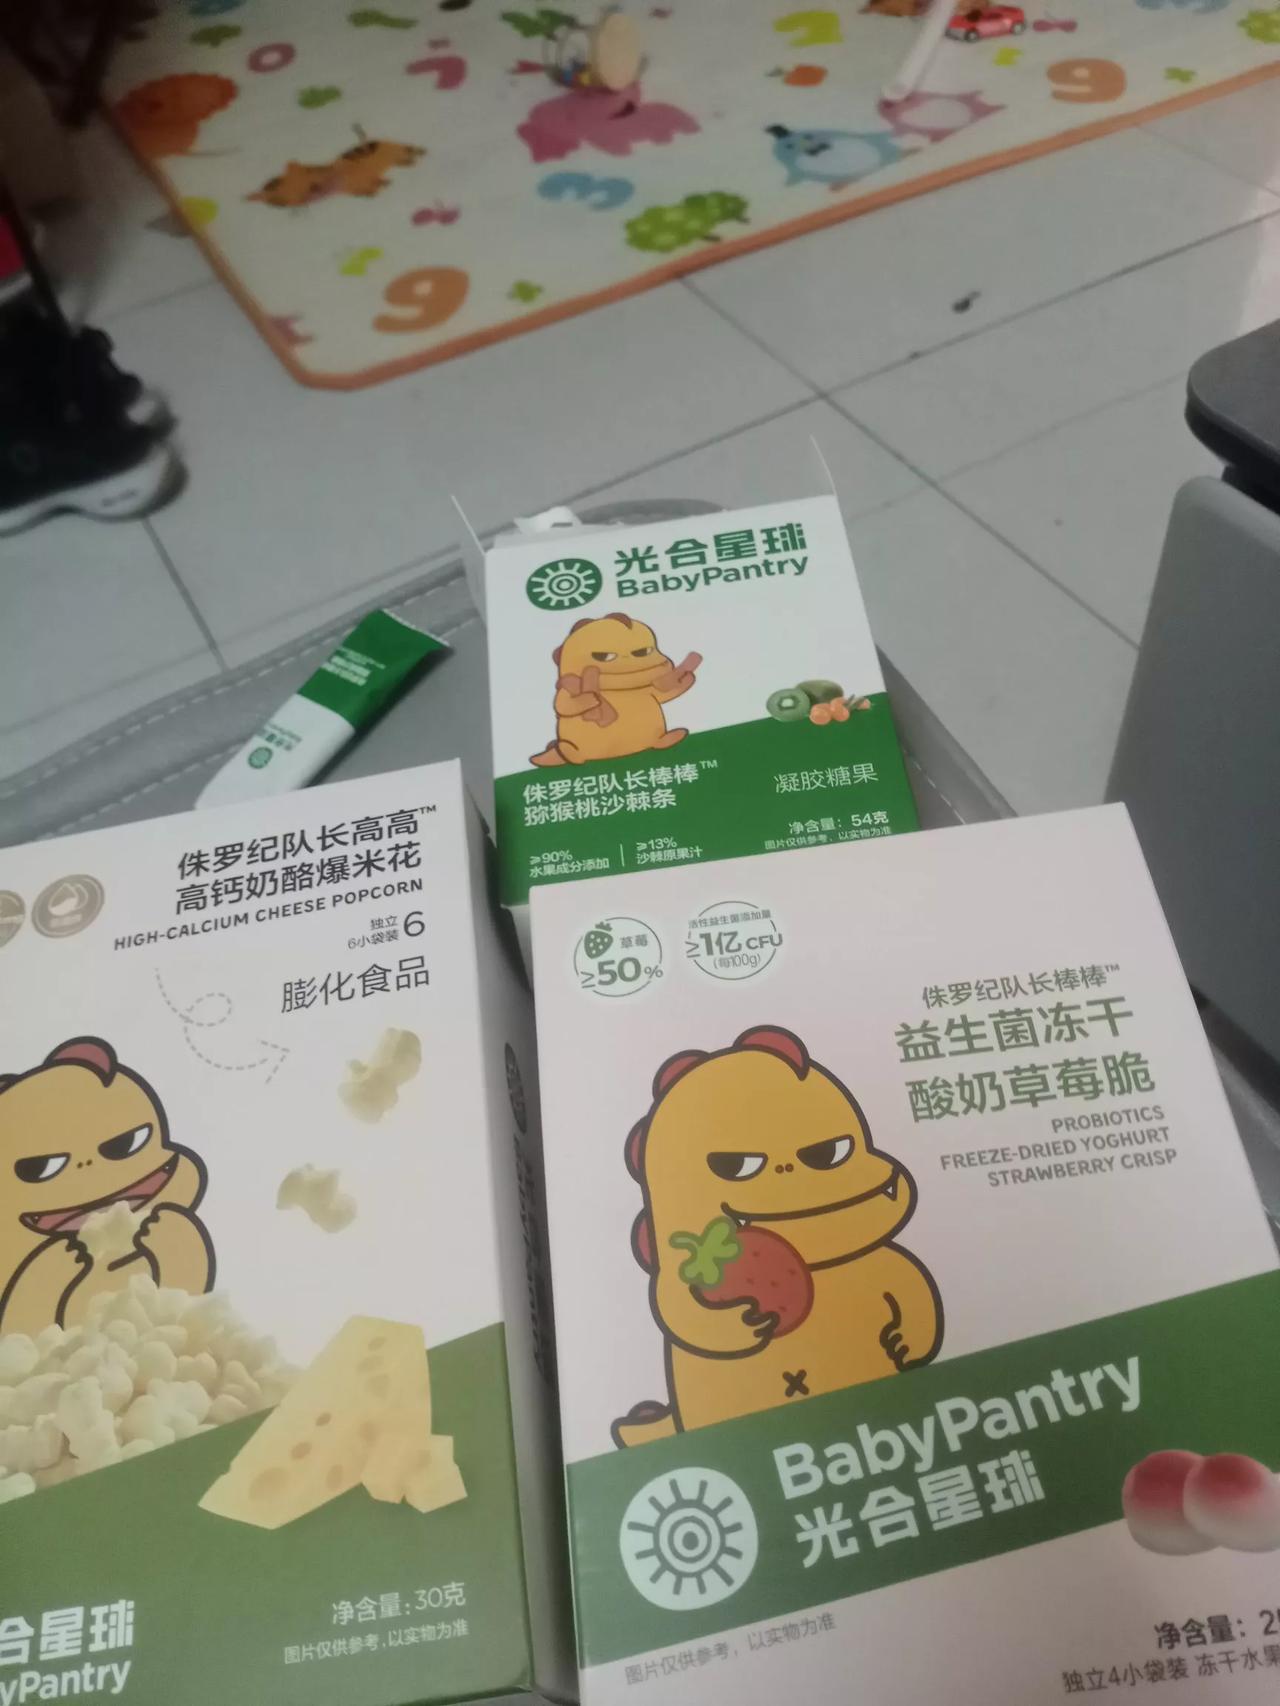 光合星球
BabyPantry
侏罗纪队长棒棒™
猕猴桃沙棘条
凝胶糖果
≥90%
水果成分添加
≥13%
沙棘原果汁
净含量：54克
图片仅供参考，以实物为准
侏罗纪队长高高™
高钙奶酪爆米花
HIGH-CALCIUM CHEESE POPCORN
独立
6小袋装 6
膨化食品
净含量：30克
图片仅供参考，以实物为准
合星球
yPantry
草莓
≥50%
活性益生菌添加量
≥1亿 CFU
(每100g)
侏罗纪队长棒棒™
益生菌冻干
酸奶草莓脆
PROBIOTICS
FREEZE-DRIED YOGHURT
STRAWBERRY CRISP
BabyPantry
光合星球
图片仅供参考，以实物为准
净含量：2
独立4小袋装 冻干水果